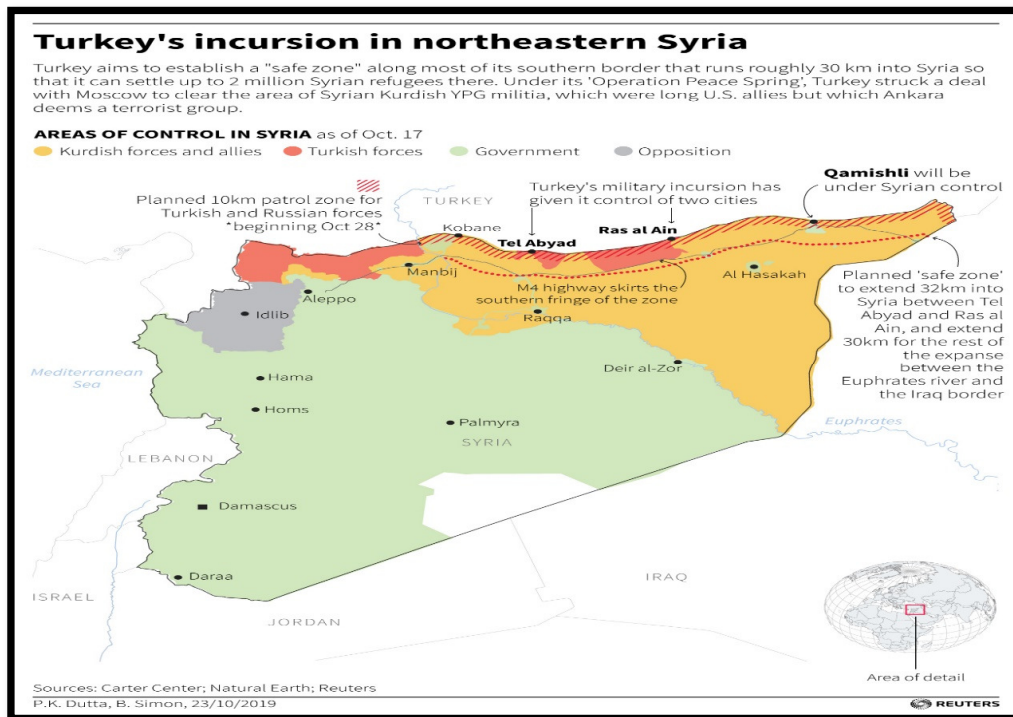 Turkey's incursion in northeastern Syria
Turkey aims to establish a "safe zone" along most of its southern border that runs roughly 30 km into Syria so
that it can settle up to 2 million Syrian refugees there. Under its 'Operation Peace Spring', Turkey struck a deal
with Moscow to clear the area of Syrian Kurdish YPG militia, which were long U.S. allies but which Ankara
deems a terrorist group.
AREAS OF CONTROL IN SYRIA as of Oct. 17
Kurdish forces and allies
Turkish forces
Government
Opposition
Planned 10km patrol zone for
Turkish and Russian forces
*beginning Oct 28*
TURKEY
Turkey's military incursion has
given it control of two cities
Qamishli will be
under Syrian control
Kobane
Tel Abyad
Ras al Ain
Manbij
Al Hasakah
Aleppo
M4 highway skirts the
southern fringe of the zone
Idlib
Raqqa
Planned 'safe zone'
to extend 32km into
Syria between Tel
Abyad and Ras al
Ain, and extend
30km for the rest of
the expanse
between the
Euphrates river and
the Iraq border
Deir al-Zor
Mediterranean
Sea
Hama
Homs
Palmyra
SYRIA
Euphrates
LEBANON
Damascus
Daraa
IRAQ
ISRAEL
JORDAN
Area of detail
Sources: Carter Center; Natural Earth; Reuters
P.K. Dutta, B. Simon, 23/10/2019
REUTERS